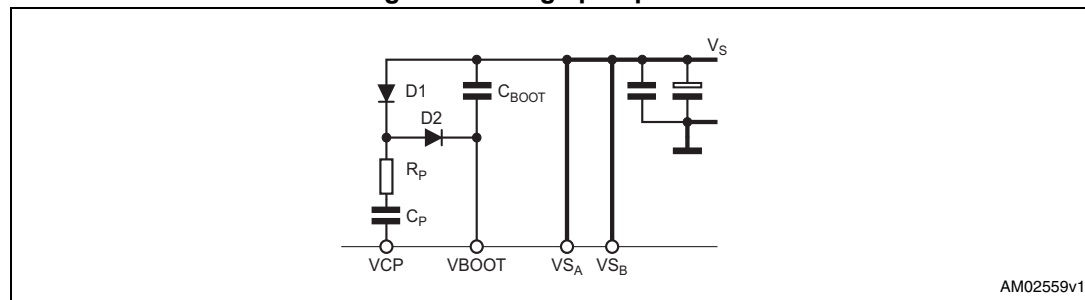 V_S
D1
C_BOOT
D2
R_P
C_P
VCP VBOOT VS_A VS_B
AM02559v1